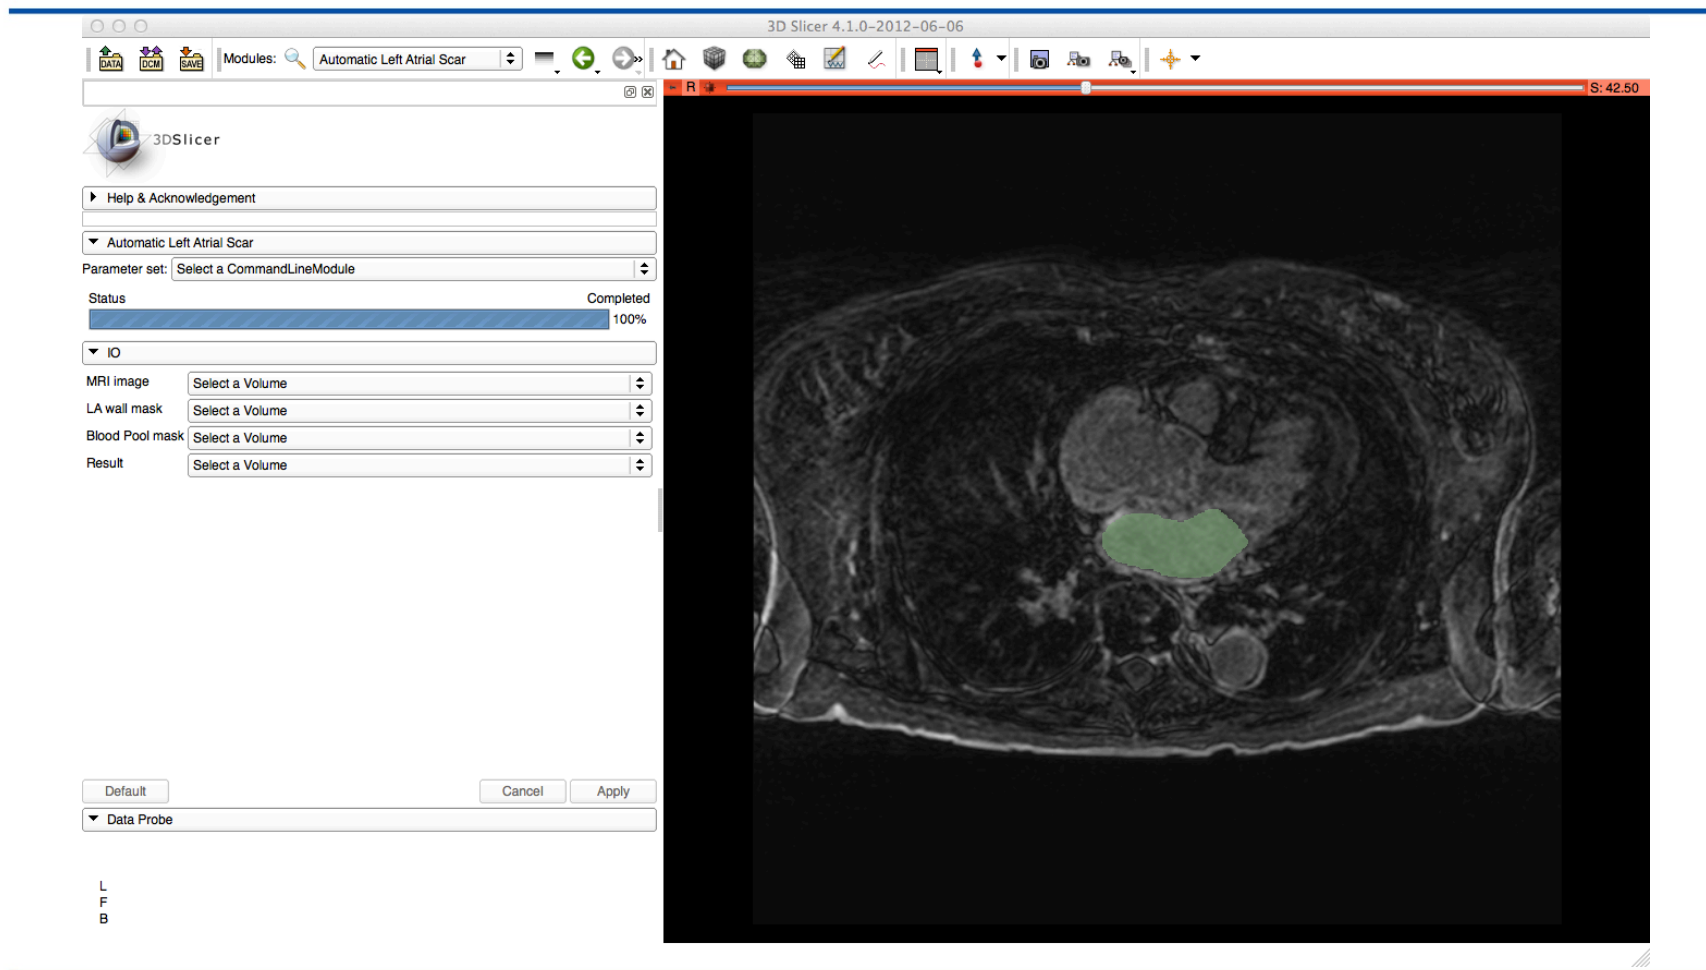 3D Slicer 4.1.0-2012-06-06
DATA DCM SAVE Modules: Automatic Left Atrial Scar
R S: 42.50
3DSlicer
Help & Acknowledgement
Automatic Left Atrial Scar
Parameter set: Select a CommandLineModule
Status Completed
100%
IO
MRI image Select a Volume
LA wall mask Select a Volume
Blood Pool mask Select a Volume
Result Select a Volume
Default Cancel Apply
Data Probe
L
F
B